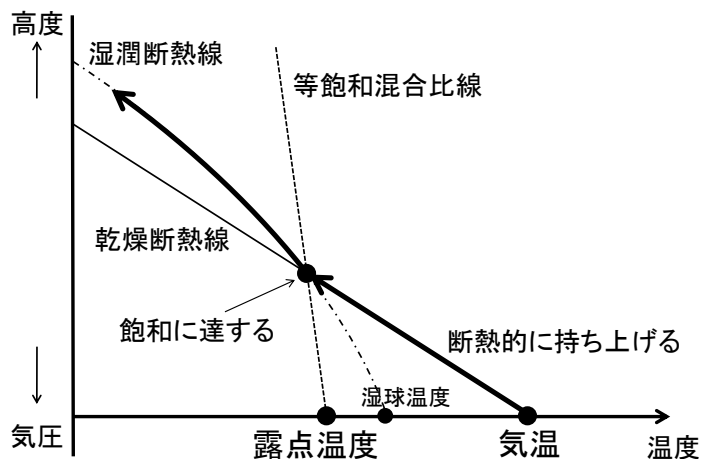 高度
湿潤断熱線
等飽和混合比線
乾燥断熱線
飽和に達する
断熱的に持ち上げる
湿球温度
気圧
露点温度
気温
温度